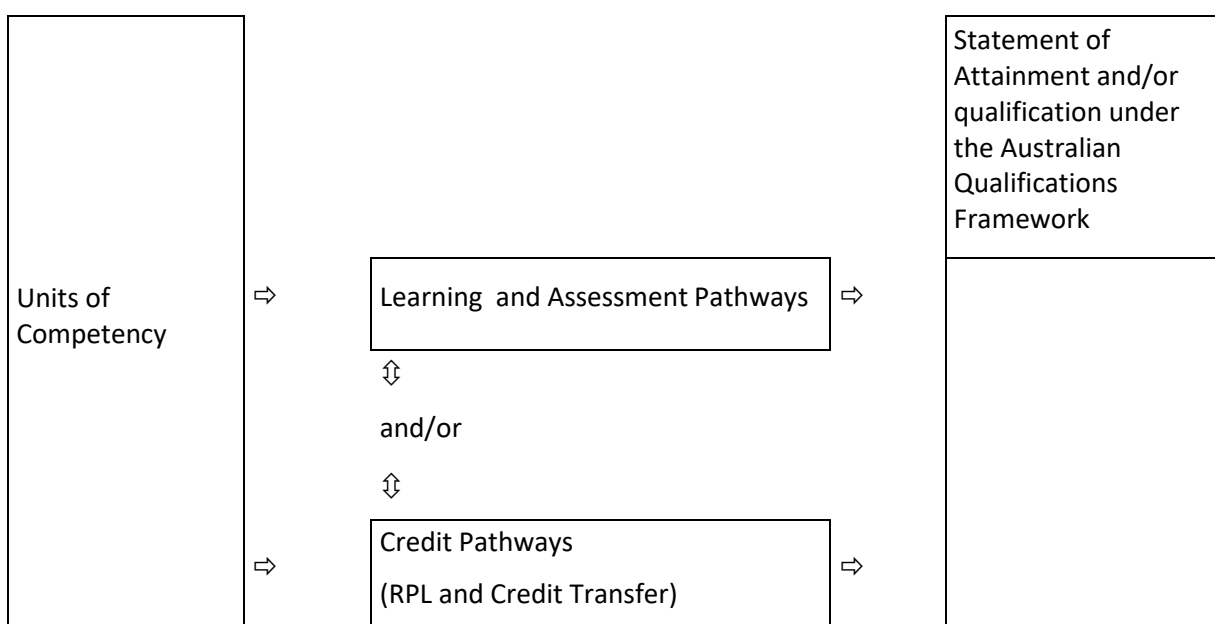 Statement of
Attainment and/or
qualification under
the Australian
Qualifications
Framework
Units of
Competency
⇨
Learning and Assessment Pathways
⇨
⇳
and/or
⇳
⇨
Credit Pathways
(RPL and Credit Transfer)
⇨